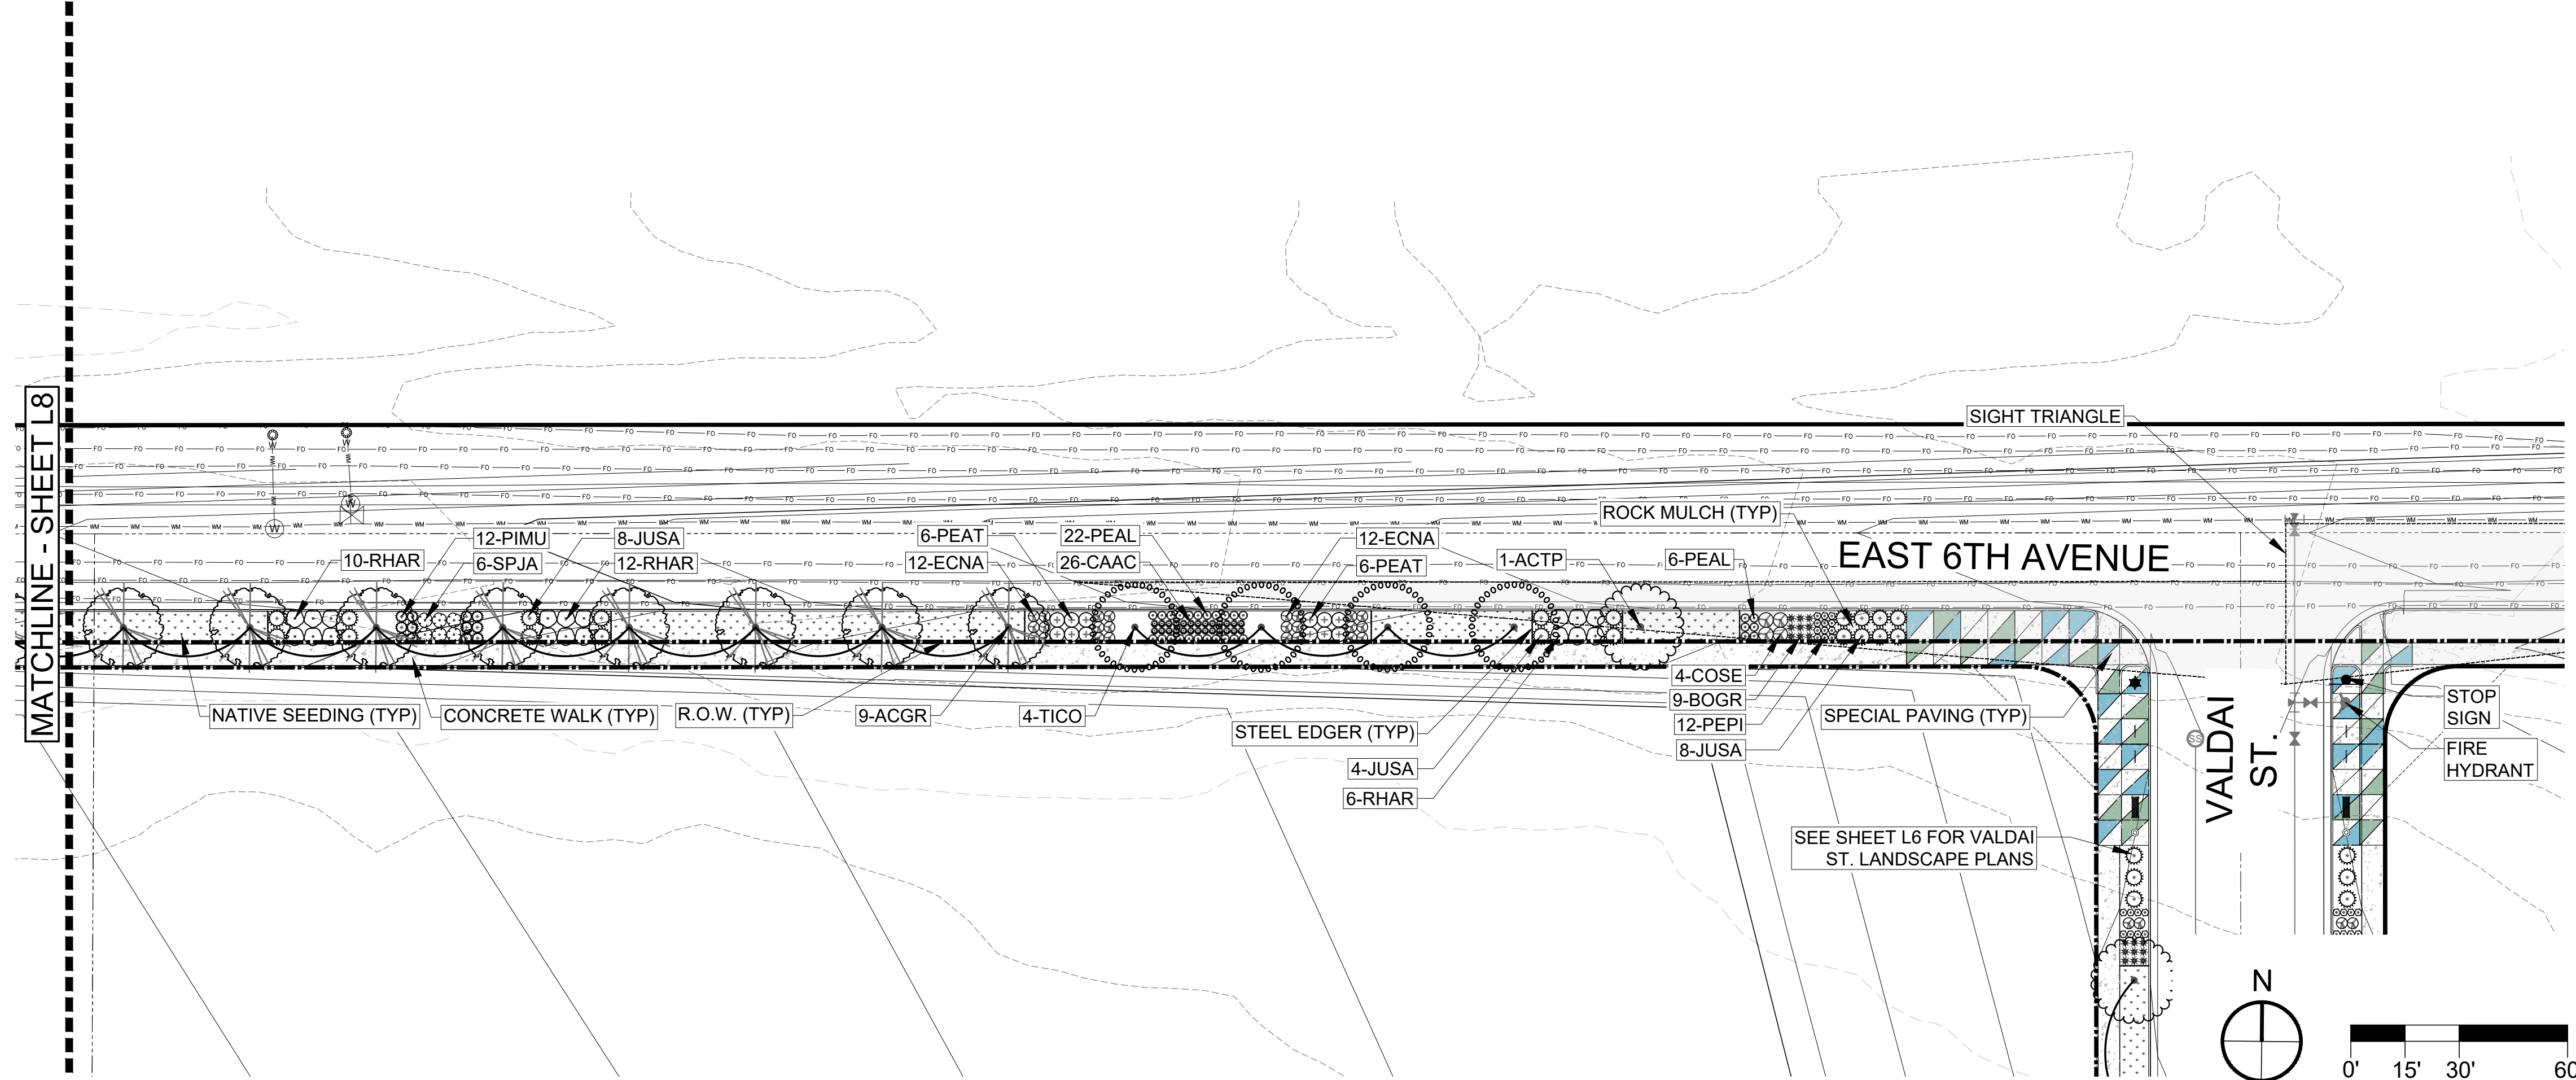 MATCHLINE - SHEET L8
SIGHT TRIANGLE
ROCK MULCH (TYP)
EAST 6TH AVENUE
10-RHAR
12-PIMU
6-SPJA
8-JUSA
12-RHAR
6-PEAT
12-ECNA
22-PEAL
26-CAAC
12-ECNA
6-PEAT
1-ACTP
6-PEAL
NATIVE SEEDING (TYP)
CONCRETE WALK (TYP)
R.O.W. (TYP)
9-ACGR
4-TICO
STEEL EDGER (TYP)
4-JUSA
6-RHAR
4-COSE
9-BOGR
12-PEPI
8-JUSA
SPECIAL PAVING (TYP)
VALDAI
ST.
STOP
SIGN
FIRE
HYDRANT
SEE SHEET L6 FOR VALDAI
ST. LANDSCAPE PLANS
SS
W
W
W
W
FO
WM
N
0'
15'
30'
60